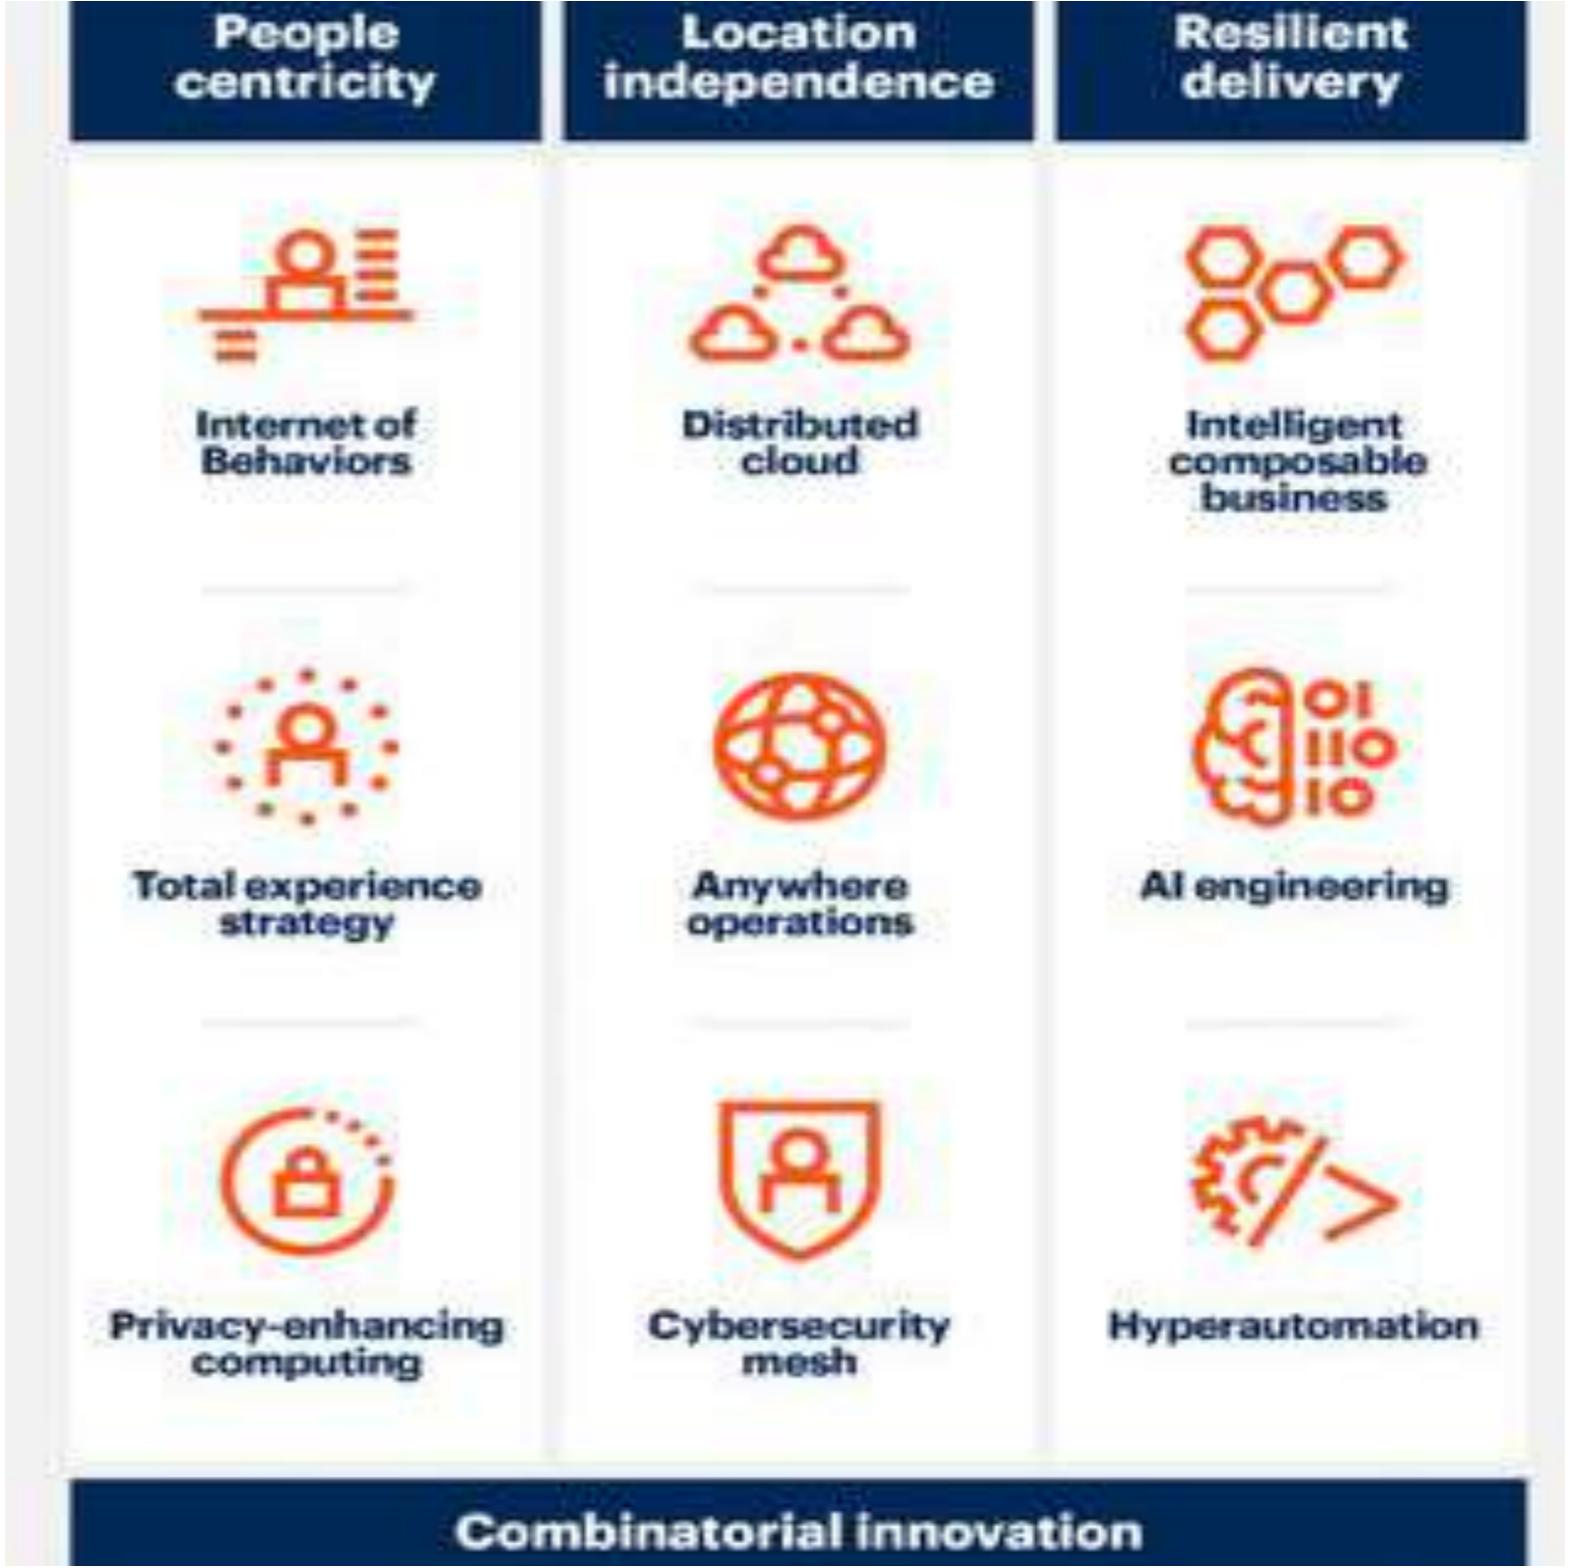 People
centricity
Location
independence
Resilient
delivery
Internet of
Behaviors
Distributed
cloud
Intelligent
composable
business
Total experience
strategy
Anywhere
operations
AI engineering
Privacy-enhancing
computing
Cybersecurity
mesh
Hyperautomation
Combinatorial innovation